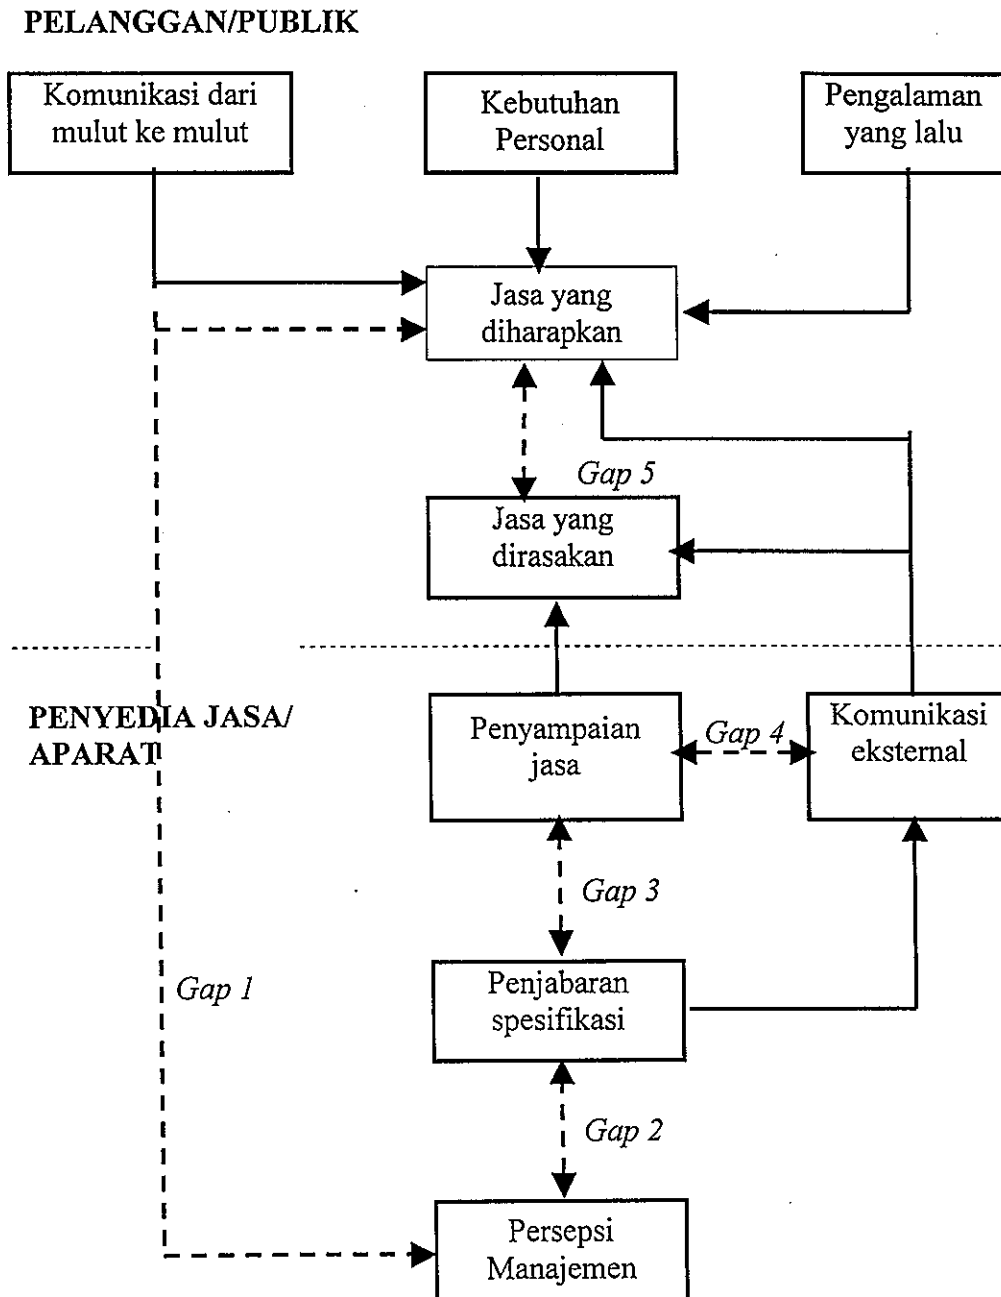 PELANGGAN/PUBLIK
Komunikasi dari
mulut ke mulut
Kebutuhan
Personal
Pengalaman
yang lalu
Jasa yang
diharapkan
Gap 5
Jasa yang
dirasakan
PENYEDIA JASA/
APARAT
Penyampaian
jasa
Gap 4
Komunikasi
eksternal
Gap 3
Gap 1
Penjabaran
spesifikasi
Gap 2
Persepsi
Manajemen